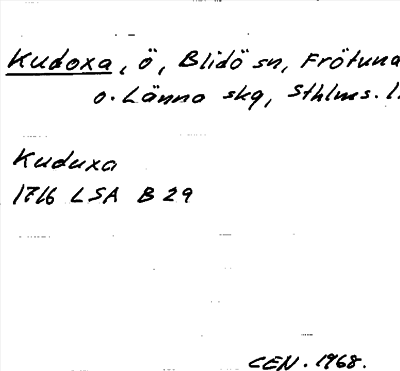 Kudoxa, ö, Blidö sn, Frötuna
o. Länna skg, Sthlms. l.
Kuduxa
1716 LSA B 29
CEN. 1968.